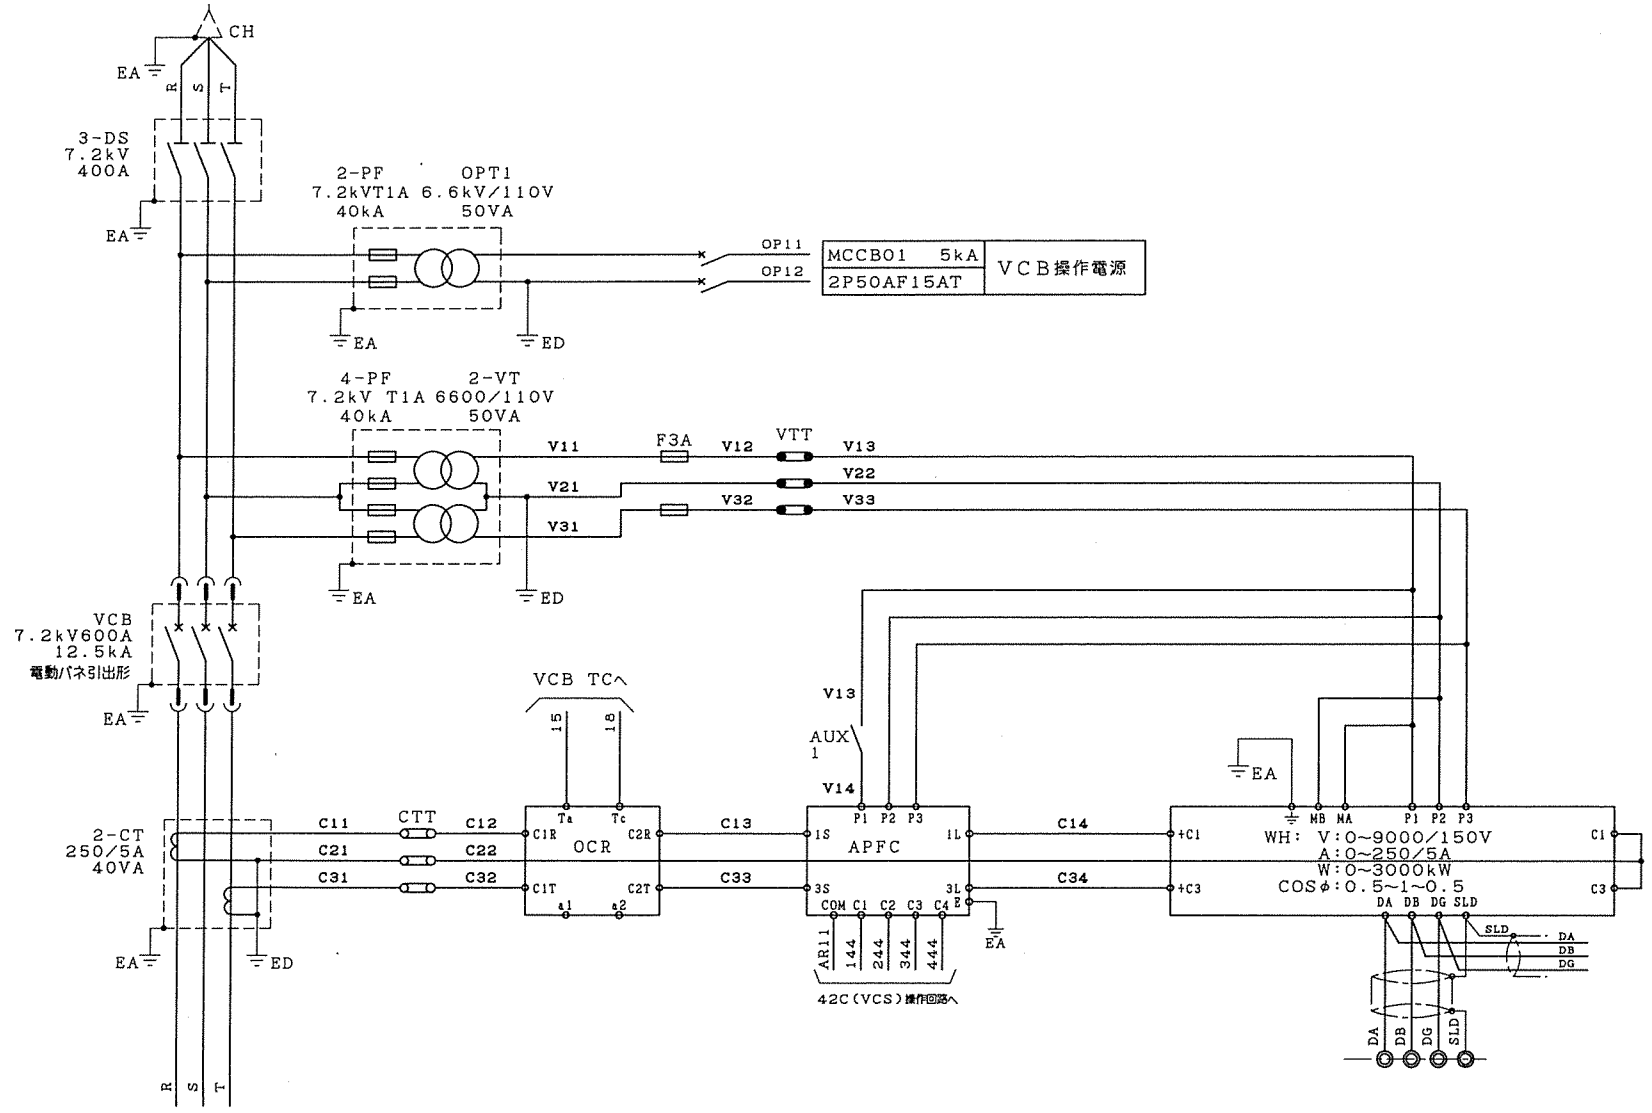 CH
EA
R S T
3-DS
7.2kV
400A
EA
2-PF OPT1
7.2kVT1A 6.6kV/110V
40kA 50VA
OP11
OP12
MCCB01 5kA
2P50AF15AT
VCB操作電源
EA
ED
4-PF 2-VT
7.2kV T1A 6600/110V
40kA 50VA
V11 F3A V12 VTT V13
V21 V22
V31 V32 V33
EA
ED
VCB
7.2kV600A
12.5kA
電動バネ引出形
EA
VCB TCへ
15 18
V13
AUX
1
V14
EA
2-CT
250/5A
40VA
EA
ED
C11 CTT C12
C21 C22
C31 C32
Ta Tc
C1R C2R
OCR
C1T C2T
a1 a2
C13
C33
P1 P2 P3
1S 1L
APFC
3S 3L
E
COM C1 C2 C3 C4
EA
AR11 144 244 344 444
42C(VCS)操作回路へ
C14
C34
MB MA P1 P2 P3
+C1 C1
WH: V:0~9000/150V
A:0~250/5A
W:0~3000kW
COSφ:0.5~1~0.5
+C3 C3
DA DB DG SLD
SLD
DA
DB
DG
DA DB DG SLD
R S T